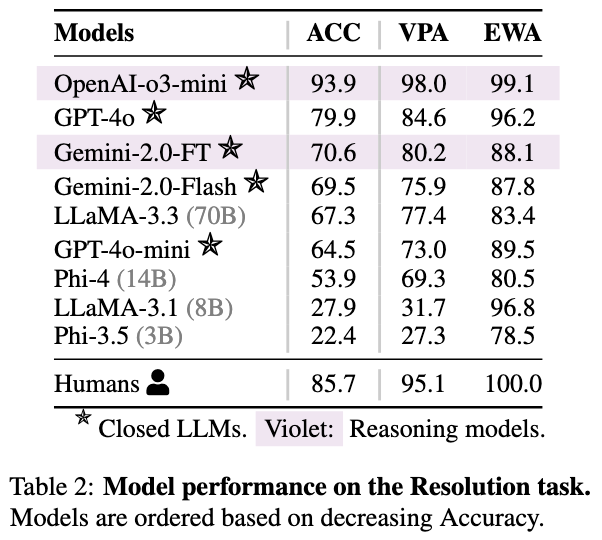 Models ACC VPA EWA
OpenAI-o3-mini ✯ 93.9 98.0 99.1
GPT-4o ✯ 79.9 84.6 96.2
Gemini-2.0-FT ✯ 70.6 80.2 88.1
Gemini-2.0-Flash ✯ 69.5 75.9 87.8
LLaMA-3.3 (70B) 67.3 77.4 83.4
GPT-4o-mini ✯ 64.5 73.0 89.5
Phi-4 (14B) 53.9 69.3 80.5
LLaMA-3.1 (8B) 27.9 31.7 96.8
Phi-3.5 (3B) 22.4 27.3 78.5
Humans 85.7 95.1 100.0
✯ Closed LLMs. Violet: Reasoning models.
Table 2: Model performance on the Resolution task.
Models are ordered based on decreasing Accuracy.